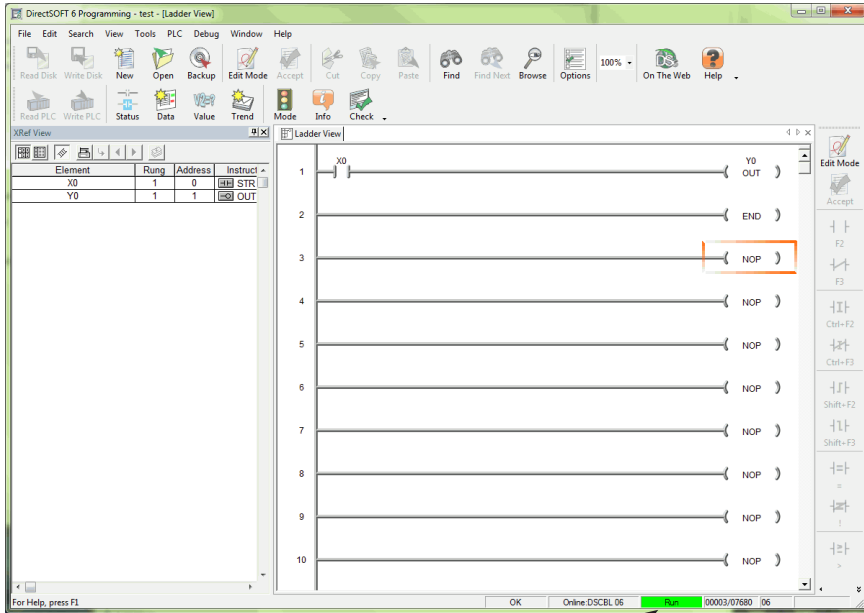 DirectSOFT 6 Programming - test - [Ladder View]
File Edit Search View Tools PLC Debug Window Help
Read Disk Write Disk New Open Backup Edit Mode Accept Cut Copy Paste Find Find Next Browse Options 100% On The Web Help
Read PLC Write PLC Status Data Value Trend Mode Info Check
XRef View
Element Rung Address Instruct
X0 1 0 STR
Y0 1 1 OUT
Ladder View
1 X0 Y0
OUT
2 END
3 NOP
4 NOP
5 NOP
6 NOP
7 NOP
8 NOP
9 NOP
10 NOP
Edit Mode
Accept
F2
F3
Ctrl+F2
Ctrl+F3
Shift+F2
Shift+F3
=
!
>
For Help, press F1 OK Online:DSCBL 06 Run 00003/07680 06